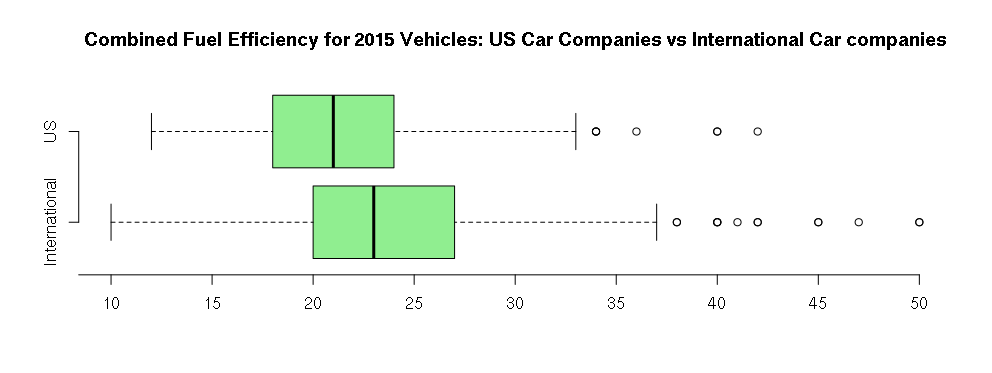 Combined Fuel Efficiency for 2015 Vehicles: US Car Companies vs International Car companies
US
International
10 15 20 25 30 35 40 45 50